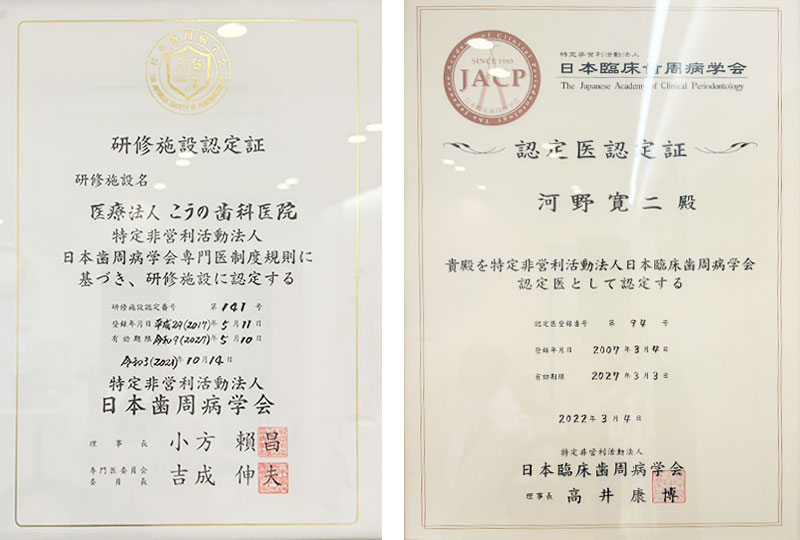 日本歯周病学会
THE JAPANESE SOCIETY OF PERIODONTOLOGY
研修施設認定証
研修施設名
医療法人 こうの歯科医院
特定非営利活動法人
日本歯周病学会専門医制度規則に
基づき、研修施設に認定する
研修施設認定番号 第 141 号
登録年月日 平成29(2017)年 5月11日
有効期限 令和9(2027)年 5月10日
令和3(2021)年10月14日
特定非営利活動法人
日本歯周病学会
理事長 小方 頼昌
専門医委員会
委員長 吉成 伸夫
SINCE 1983
JACP
特定非営利活動法人
日本臨床歯周病学会
The Japanese Academy of Clinical Periodontology
認定医認定証
河野寛二 殿
貴殿を特定非営利活動法人日本臨床歯周病学会
認定医として認定する
認定医登録番号 第 94 号
登録年月日 2007年3月4日
有効期限 2027年3月3日
2022年3月4日
特定非営利活動法人
日本臨床歯周病学会
理事長 高井康博